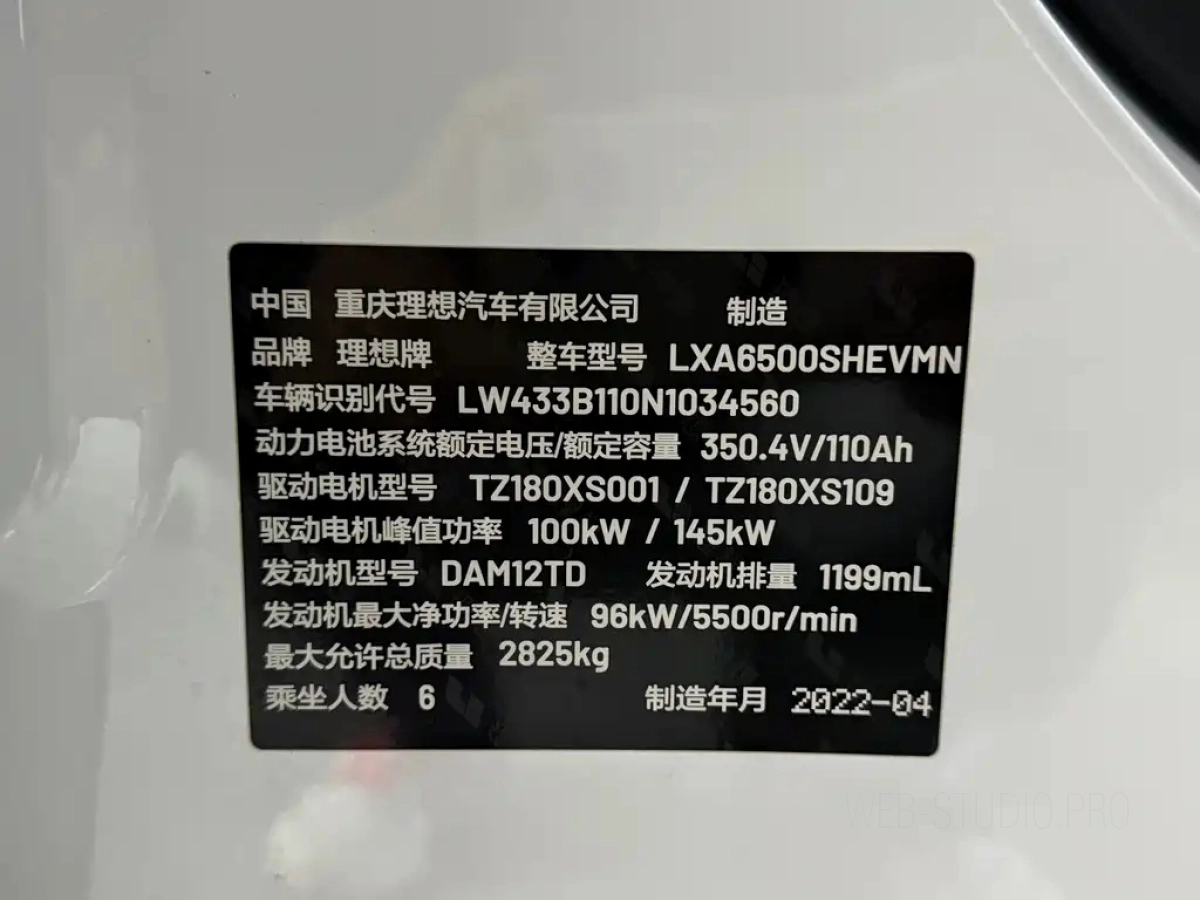 中国 重庆理想汽车有限公司 制造
品牌 理想牌 整车型号 LXA6500SHEVMN
车辆识别代号 LW433B110N1034560
动力电池系统额定电压/额定容量 350.4V/110Ah
驱动电机型号 TZ180XS001 / TZ180XS109
驱动电机峰值功率 100kW / 145kW
发动机型号 DAM12TD 发动机排量 1199mL
发动机最大净功率/转速 96kW/5500r/min
最大允许总质量 2825kg
乘坐人数 6 制造年月 2022-04
WEB-STUDIO.PRO